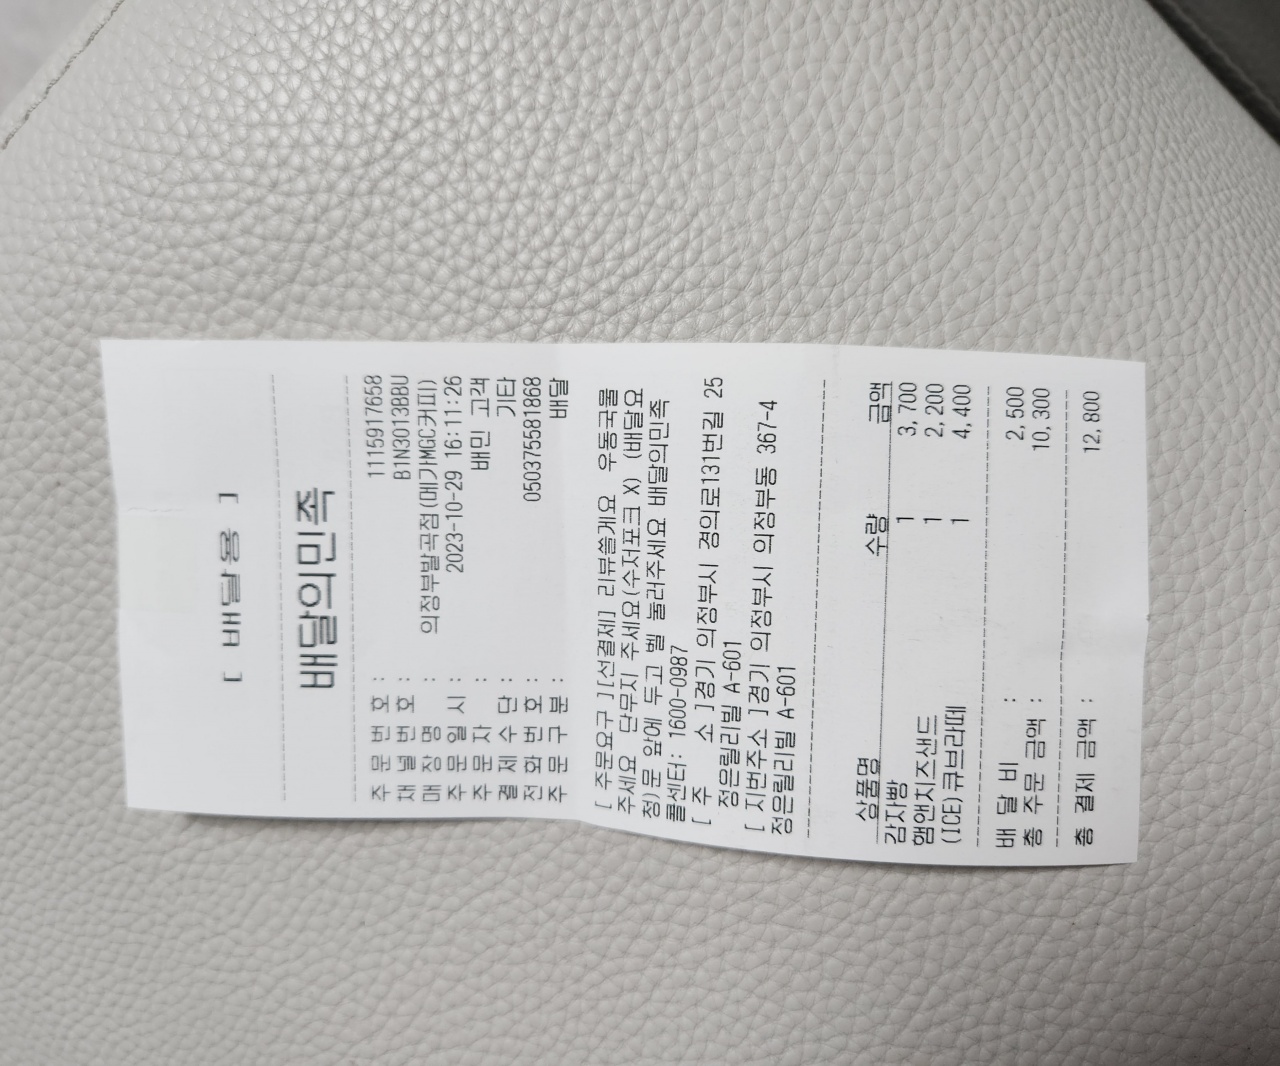 [ 배달용 ]
배달의민족
주문번호 : 1115917658
채널번호 : B1N3013BBU
매장명 : 의정부발곡점(메가MGC커피)
주문일시 : 2023-10-29 16:11:26
주문자 : 배민 고객
결제수단 : 기타
전화번호 : 050375581868
주문구분 : 배달
[ 주문요구 ][선결제] 리뷰쓸게요 우동국물
주세요 단무지 주세요(수저포크 X) (배달요
청)문 앞에 두고 벨 눌러주세요 배달의민족
콜센터: 1600-0987
[ 주 소 ]경기 의정부시 경의로131번길 25
정은릴리빌 A-601
[ 지번주소 ]경기 의정부시 의정부동 367-4
정은릴리빌 A-601
상품명 수량 금액
감자빵 1 3,700
햄앤치즈샌드 1 2,200
(ICE)큐브라떼 1 4,400
배 달 비 : 2,500
총 주문 금액 : 10,300
총 결제 금액 : 12,800